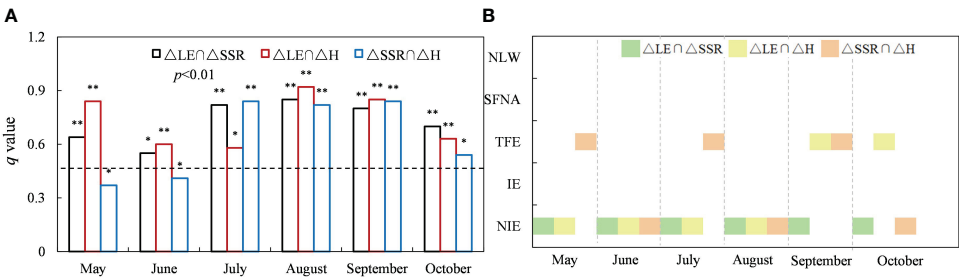 A
1.2
0.9
0.6
0.3
0
q value
△LE∩△SSR △LE∩△H △SSR∩△H
p<0.01
** ** *
* ** *
** * **
** ** **
** ** **
** ** *
May June July August September October
B
△LE∩△SSR △LE∩△H △SSR∩△H
NLW
SFNA
TFE
IE
NIE
May June July August September October